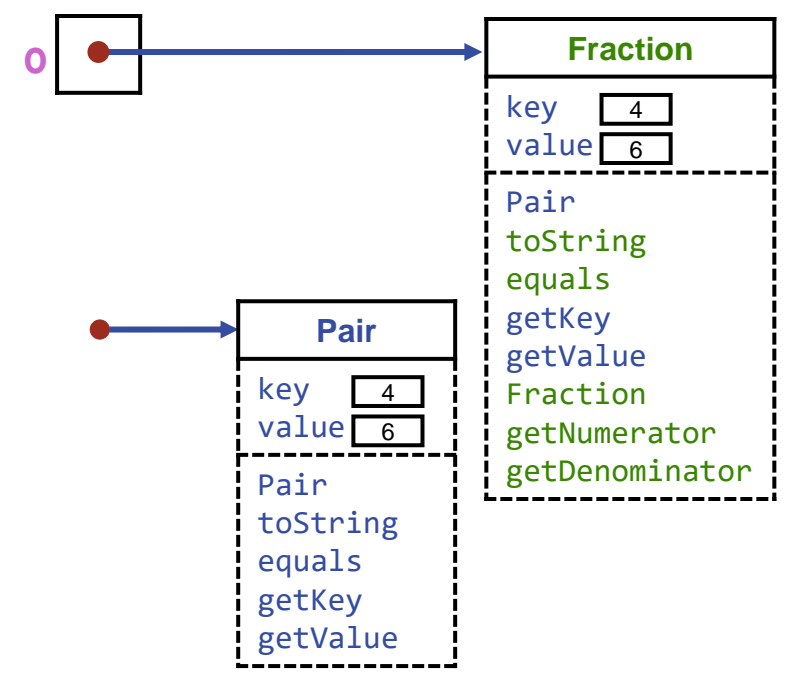 o
Fraction
key 4
value 6
Pair
toString
equals
getKey
getValue
Fraction
getNumerator
getDenominator
Pair
key 4
value 6
Pair
toString
equals
getKey
getValue